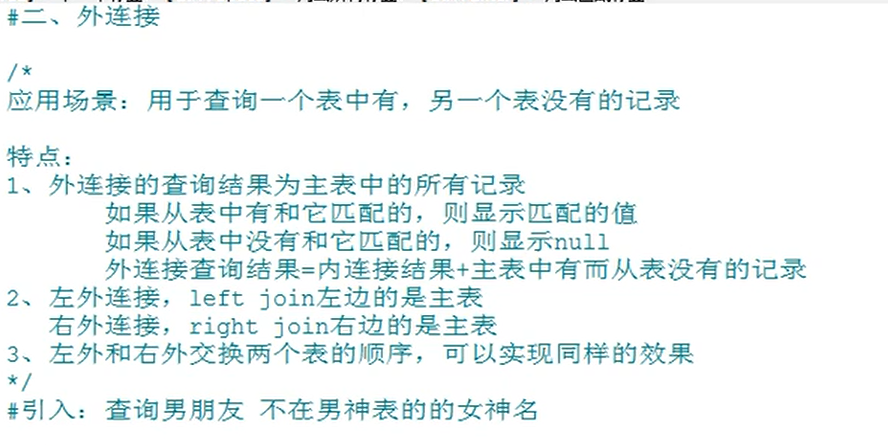 #二、外连接
/*
应用场景：用于查询一个表中有，另一个表没有的记录
特点：
1、外连接的查询结果为主表中的所有记录
如果从表中有和它匹配的，则显示匹配的值
如果从表中没有和它匹配的，则显示null
外连接查询结果=内连接结果+主表中有而从表没有的记录
2、左外连接，left join左边的是主表
右外连接，right join右边的是主表
3、左外和右外交换两个表的顺序，可以实现同样的效果
*/
#引入：查询男朋友 不在男神表的的女神名